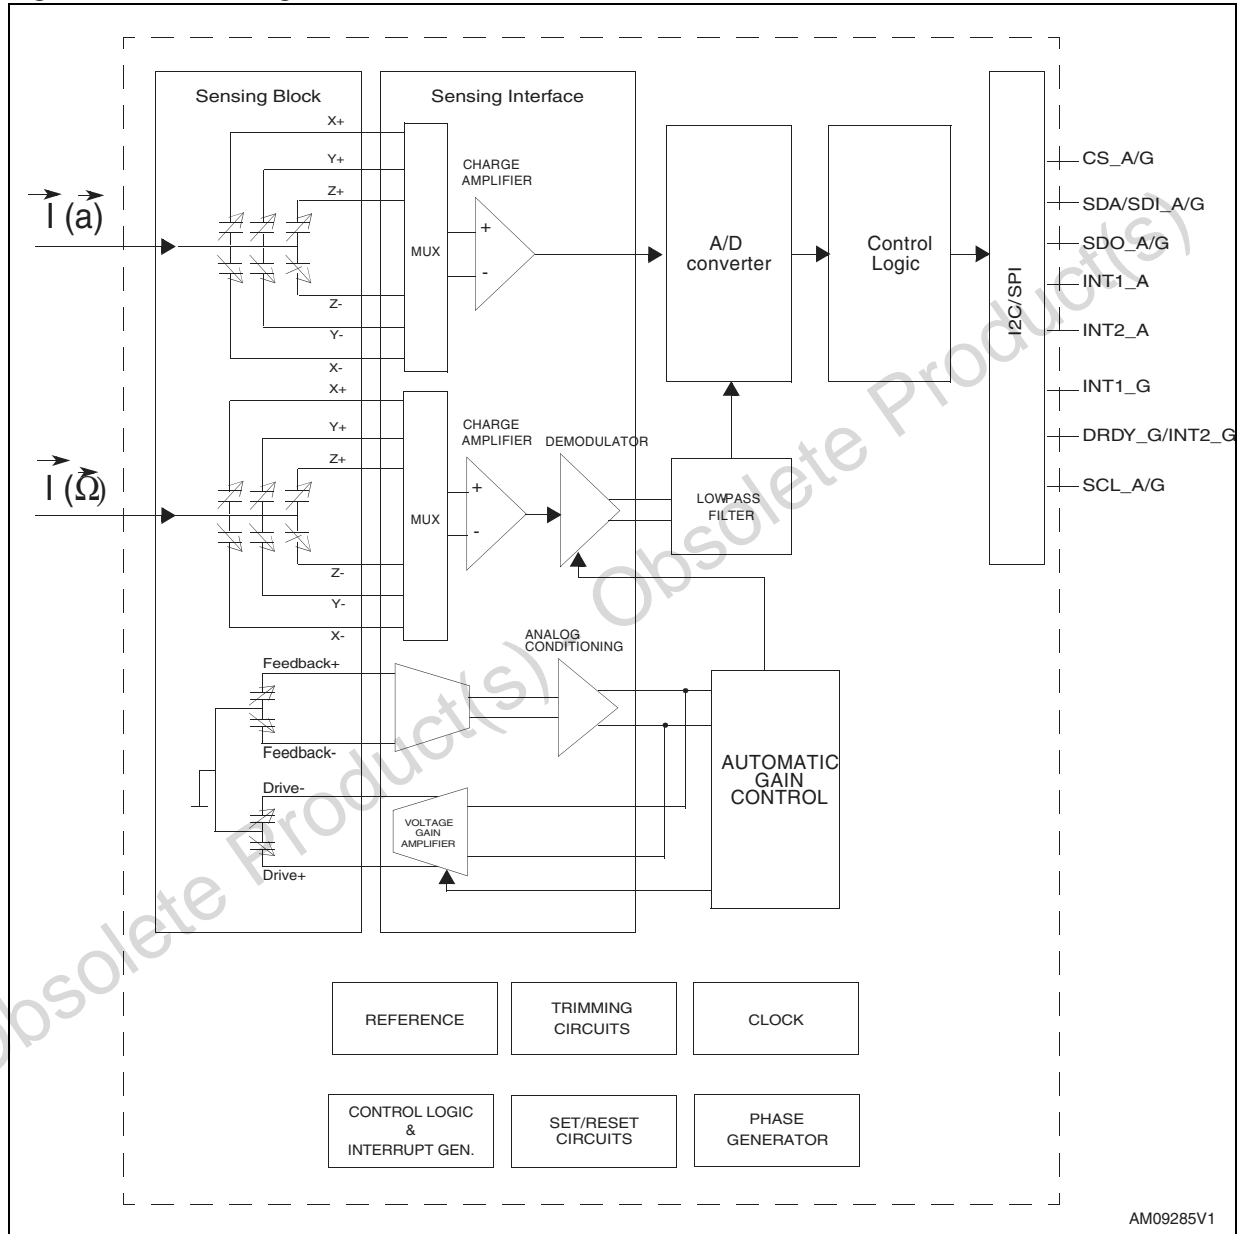 Sensing Block
Sensing Interface
X+
Y+
Z+
CHARGE
AMPLIFIER
I (a)
MUX
+
-
A/D
converter
Control
Logic
I2C/SPI
CS_A/G
SDA/SDI_A/G
SDO_A/G
INT1_A
INT2_A
INT1_G
DRDY_G/INT2_G
SCL_A/G
Z-
Y-
X-
X+
Y+
Z+
CHARGE
AMPLIFIER
DEMODULATOR
I (Ω)
MUX
+
-
LOWPASS
FILTER
Z-
Y-
X-
ANALOG
CONDITIONING
Feedback+
Feedback-
AUTOMATIC
GAIN
CONTROL
Drive-
VOLTAGE
GAIN
AMPLIFIER
Drive+
REFERENCE
TRIMMING
CIRCUITS
CLOCK
CONTROL LOGIC
&
INTERRUPT GEN.
SET/RESET
CIRCUITS
PHASE
GENERATOR
AM09285V1
Obsolete Product(s) - Obsolete Product(s)